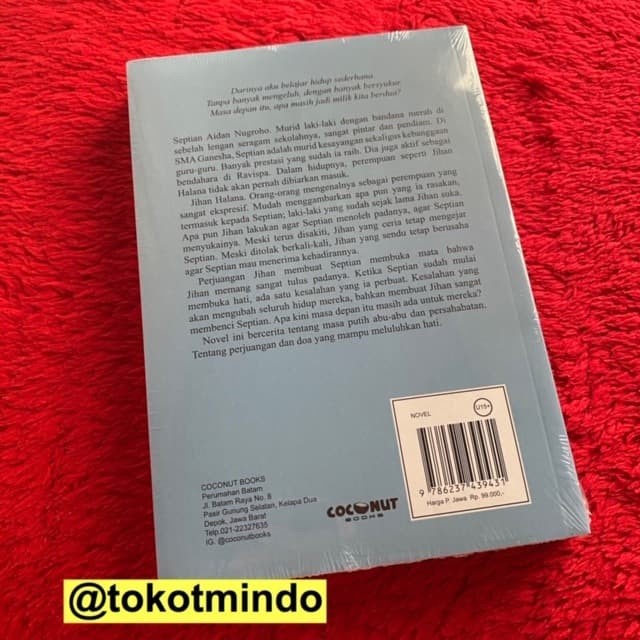 Darinya aku belajar hidup sederhana
Tanpa banyak mengeluh, dengan banyak bersyukur
Masa depan itu, apa masih jadi milik kita berdua?
Septian Aidan Nugroho. Murid laki-laki dengan bandana merah di
sebelah lengan seragam sekolahnya, sangat pintar dan pendiam. Di
SMA Ganesha, Septian adalah murid kesayangan sekaligus kebanggaan
guru-guru. Banyak prestasi yang sudah ia raih. Dia juga aktif sebagai
bendahara di Ravispa. Dalam hidupnya, perempuan seperti Jihan
Halana tidak akan pernah dibiarkan masuk.
Jihan Halana. Orang-orang mengenalnya sebagai perempuan yang
sangat ekspresif. Mudah menggambarkan apa pun yang ia rasakan,
termasuk kepada Septian, laki-laki yang sudah sejak lama Jihan suka.
Apa pun Jihan lakukan agar Septian menoleh padanya, agar Septian
menyukainya. Meski terus disakiti, Jihan yang ceria tetap mengejar
Septian. Meski ditolak berkali-kali, Jihan yang sendu tetap berusaha
agar Septian mau menerima kehadirannya.
Perjuangan Jihan membuat Septian membuka mata bahwa
Jihan memang sangat tulus padanya. Ketika Septian sudah mulai
membuka hati, ada satu kesalahan yang ia perbuat. Kesalahan yang
akan mengubah seluruh hidup mereka, bahkan membuat Jihan sangat
membenci Septian. Apa kini masa depan itu masih ada untuk mereka?
Novel ini bercerita tentang masa putih abu-abu dan persahabatan.
Tentang perjuangan dan doa yang mampu meluluhkan hati.
NOVEL
U15+
9 786237 439431
Harga P. Jawa Rp. 99.000,-
COCONUT BOOKS
Perumahan Batam
Jl. Batam Raya No. 8
Pasir Gunung Selatan, Kelapa Dua
Depok, Jawa Barat
Telp.021-22327635
IG. @coconutbooks
COCONUT
BOOKS
@tokotmindo